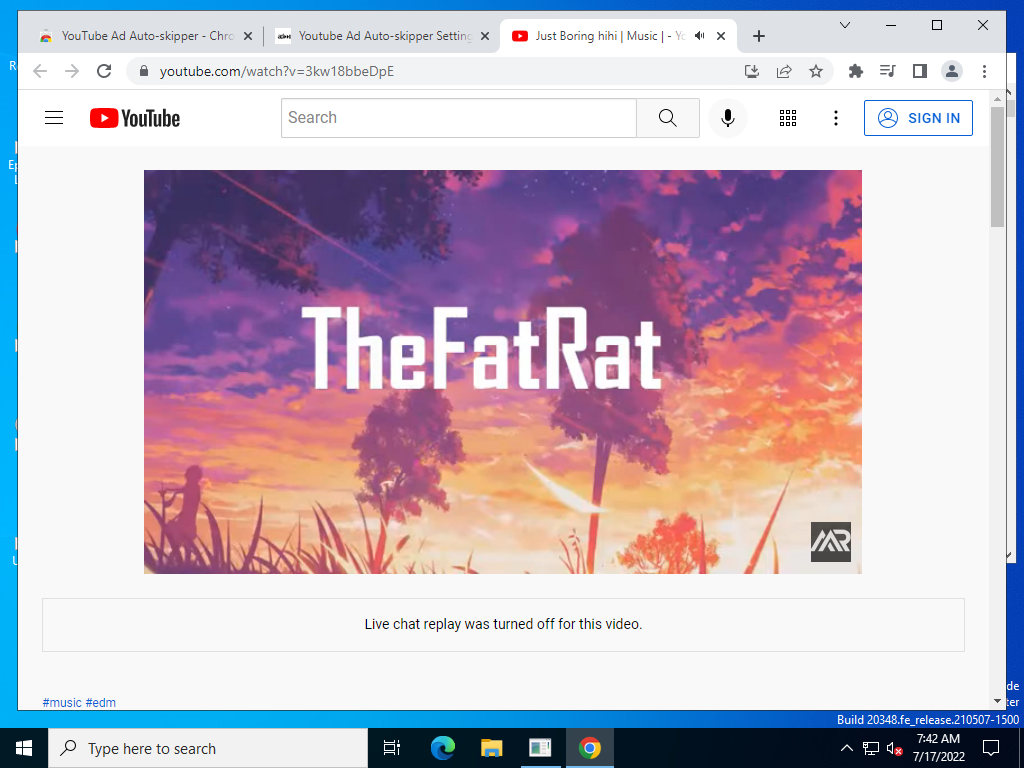 YouTube Ad Auto-skipper - Chro
Youtube Ad Auto-skipper Setting
Just Boring hihi | Music | - Yo
youtube.com/watch?v=3kw18bbeDpE
YouTube
Search
SIGN IN
TheFatRat
MR
Live chat replay was turned off for this video.
#music #edm
Build 20348.fe_release.210507-1500
Type here to search
7:42 AM
7/17/2022